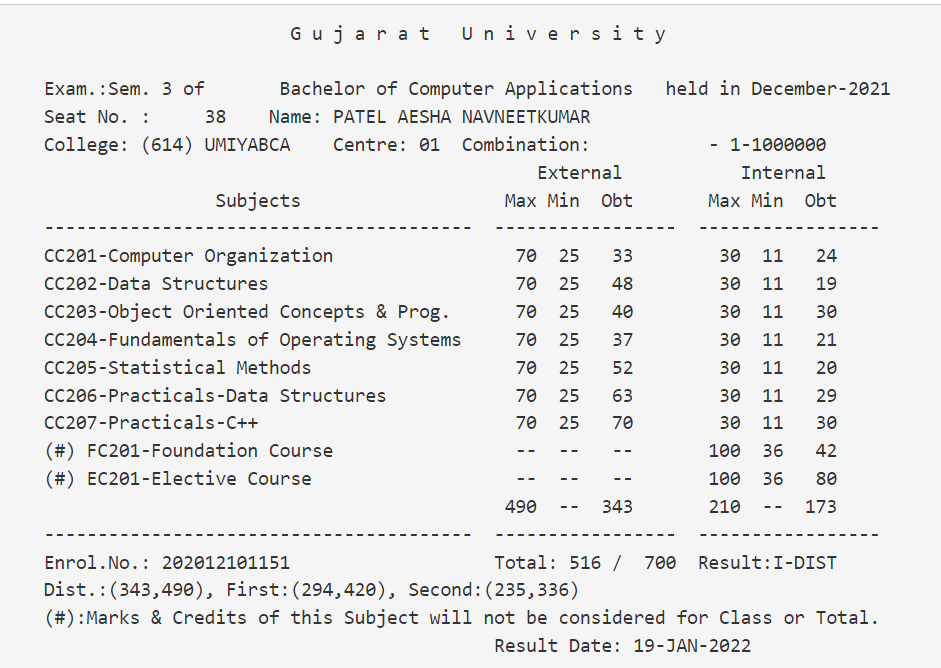 G u j a r a t   U n i v e r s i t y
Exam.:Sem. 3 of       Bachelor of Computer Applications   held in December-2021
Seat No. :     38    Name: PATEL AESHA NAVNEETKUMAR
College: (614) UMIYABCA    Centre: 01  Combination:           - 1-1000000
External           Internal
Subjects                   Max Min  Obt       Max Min  Obt
----------------------------------------  -----------------  -----------------
CC201-Computer Organization                 70  25   33        30  11   24
CC202-Data Structures                       70  25   48        30  11   19
CC203-Object Oriented Concepts & Prog.      70  25   40        30  11   30
CC204-Fundamentals of Operating Systems     70  25   37        30  11   21
CC205-Statistical Methods                   70  25   52        30  11   20
CC206-Practicals-Data Structures            70  25   63        30  11   29
CC207-Practicals-C++                        70  25   70        30  11   30
(#) FC201-Foundation Course                 --  --   --       100  36   42
(#) EC201-Elective Course                   --  --   --       100  36   80
490  --  343       210  --  173
----------------------------------------  -----------------  -----------------
Enrol.No.: 202012101151                   Total: 516 /  700  Result:I-DIST
Dist.:(343,490), First:(294,420), Second:(235,336)
(#):Marks & Credits of this Subject will not be considered for Class or Total.
Result Date: 19-JAN-2022